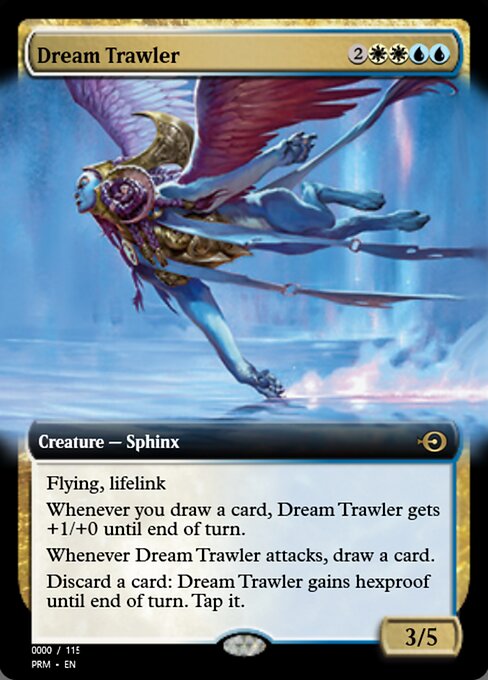 Dream Trawler 2
Creature — Sphinx
Flying, lifelink
Whenever you draw a card, Dream Trawler gets
+1/+0 until end of turn.
Whenever Dream Trawler attacks, draw a card.
Discard a card: Dream Trawler gains hexproof
until end of turn. Tap it.
3/5
0000 / 115
PRM • EN